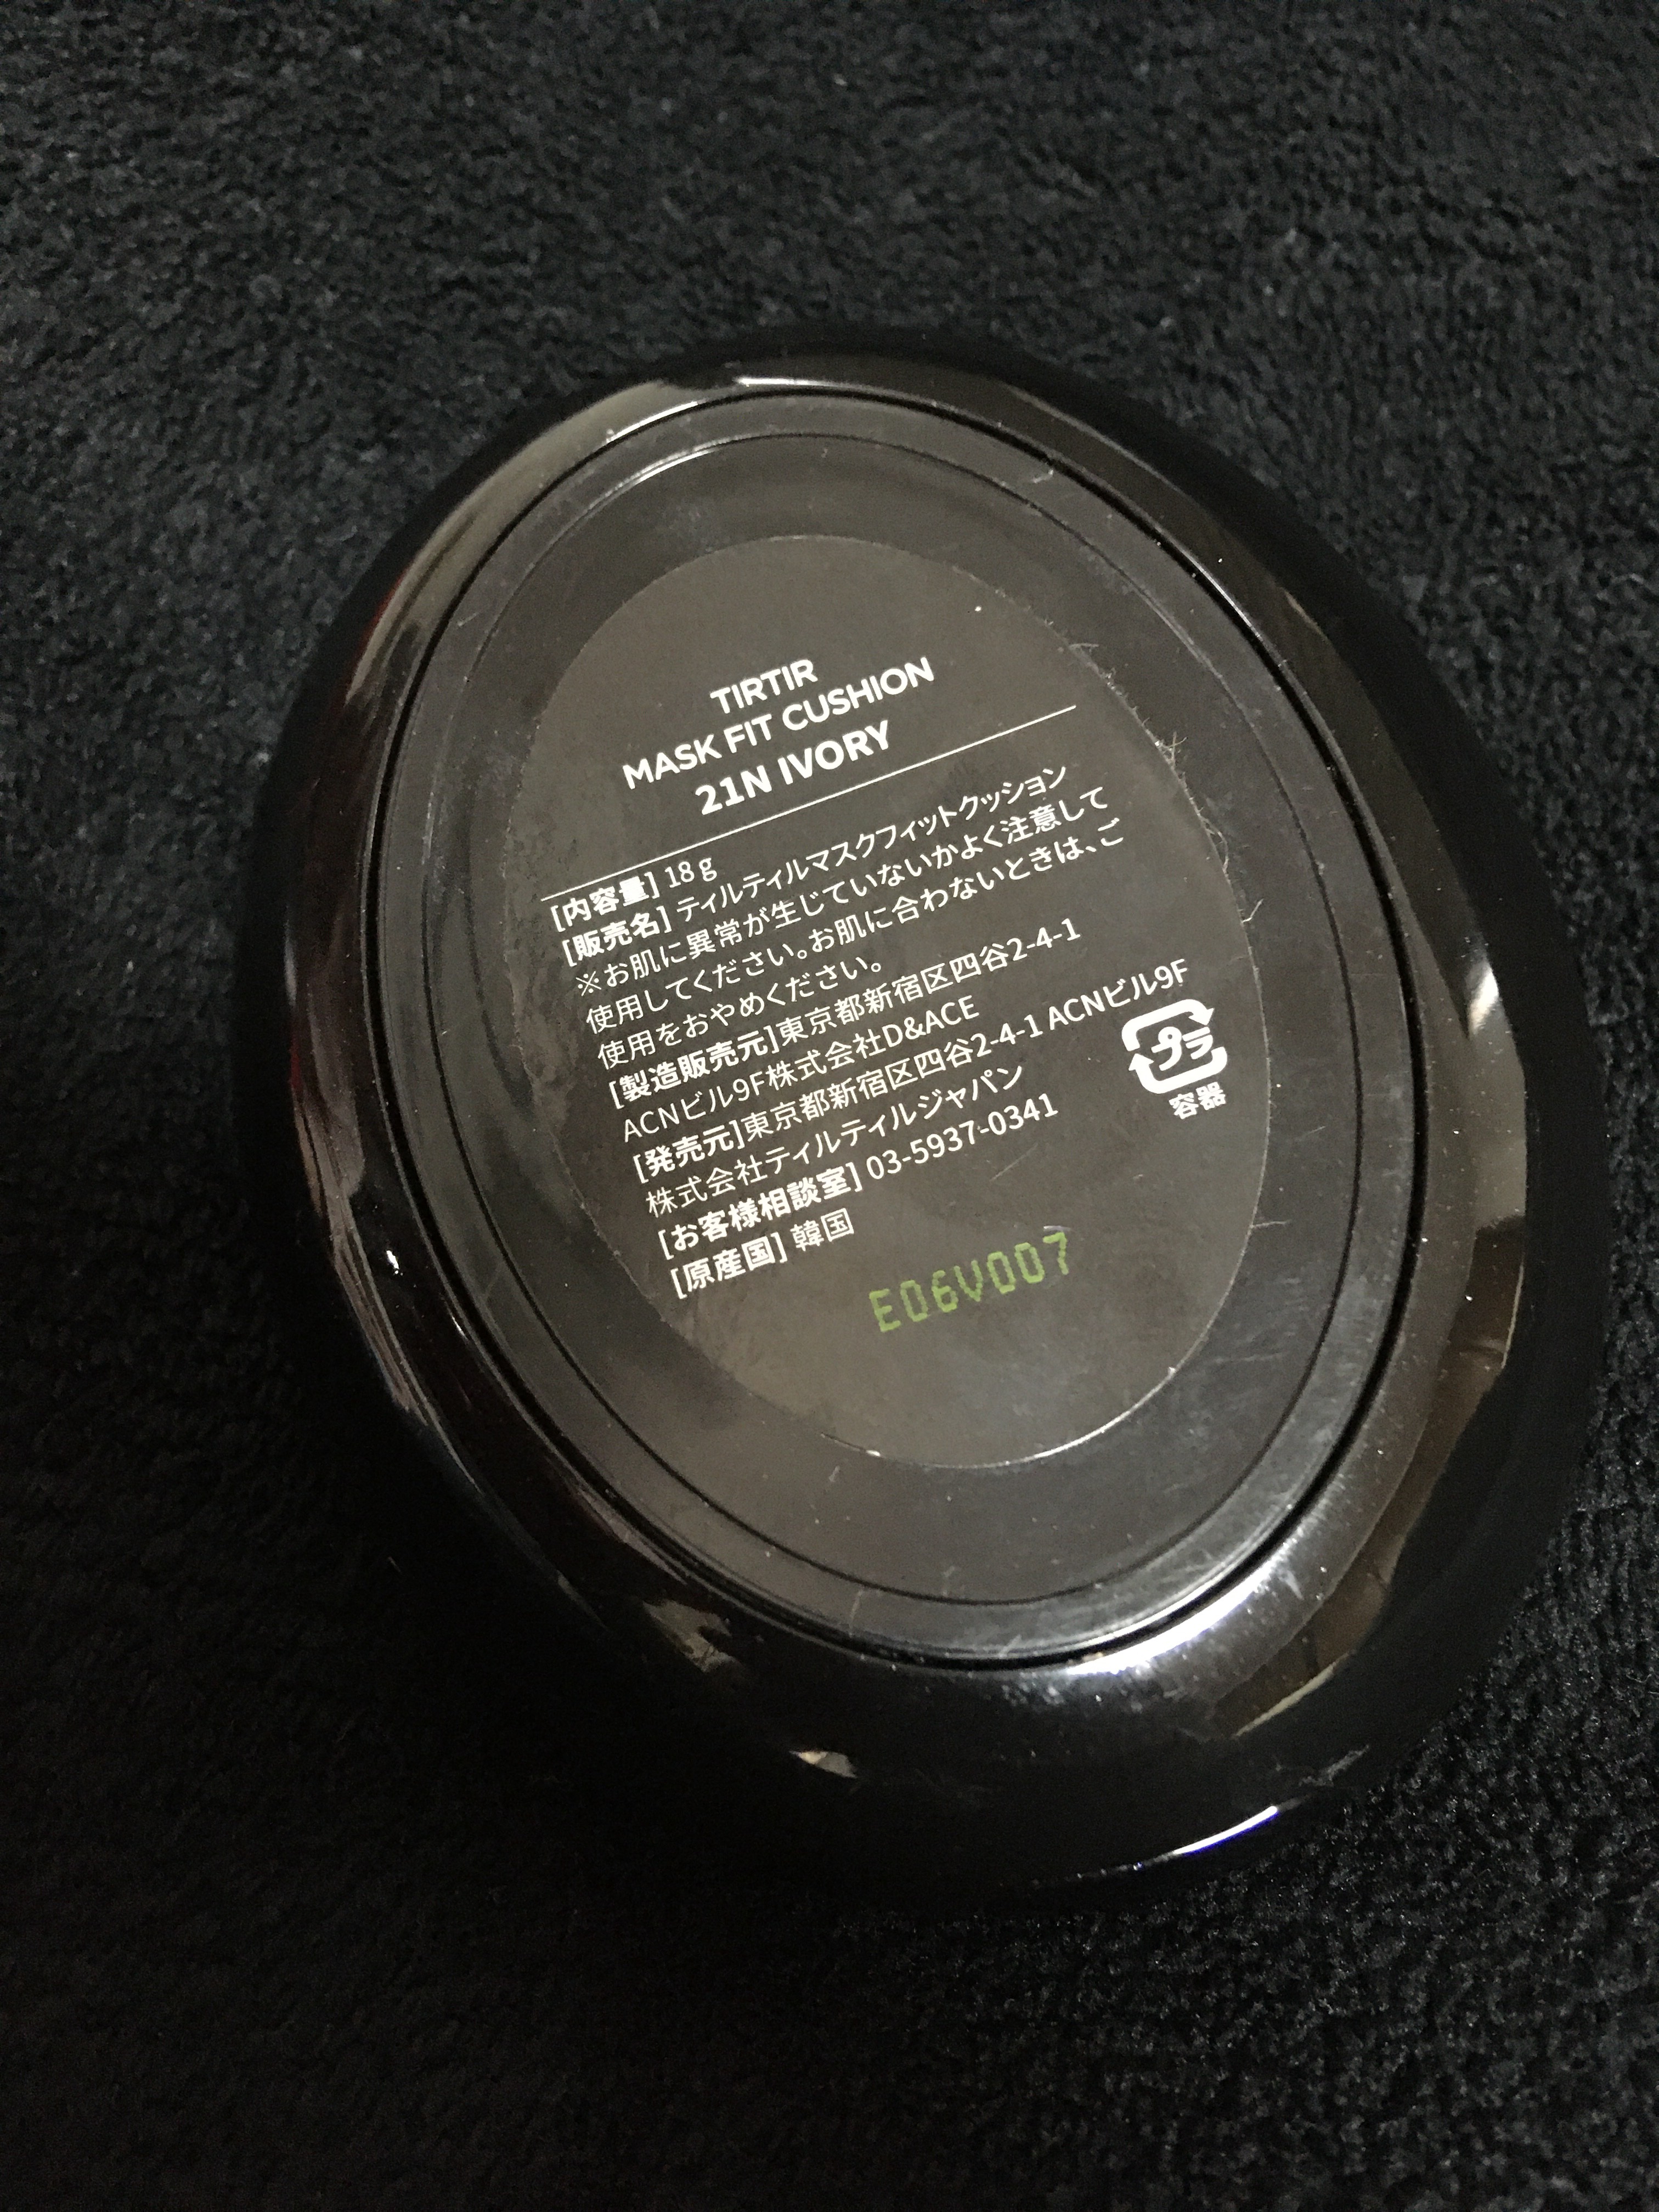 TIRTIR
MASK FIT CUSHION
21N IVORY
[内容量] 18g
[販売名] ティルティルマスクフィットクッション
※お肌に異常が生じていないかよく注意して
使用してください。お肌に合わないときは、ご
使用をおやめください。
[製造販売元]東京都新宿区四谷2-4-1
ACNビル9F株式会社D&ACE
[発売元]東京都新宿区四谷2-4-1 ACNビル9F
株式会社ティルティルジャパン
[お客様相談室] 03-5937-0341
[原産国] 韓国
プラ
容器
E06V007